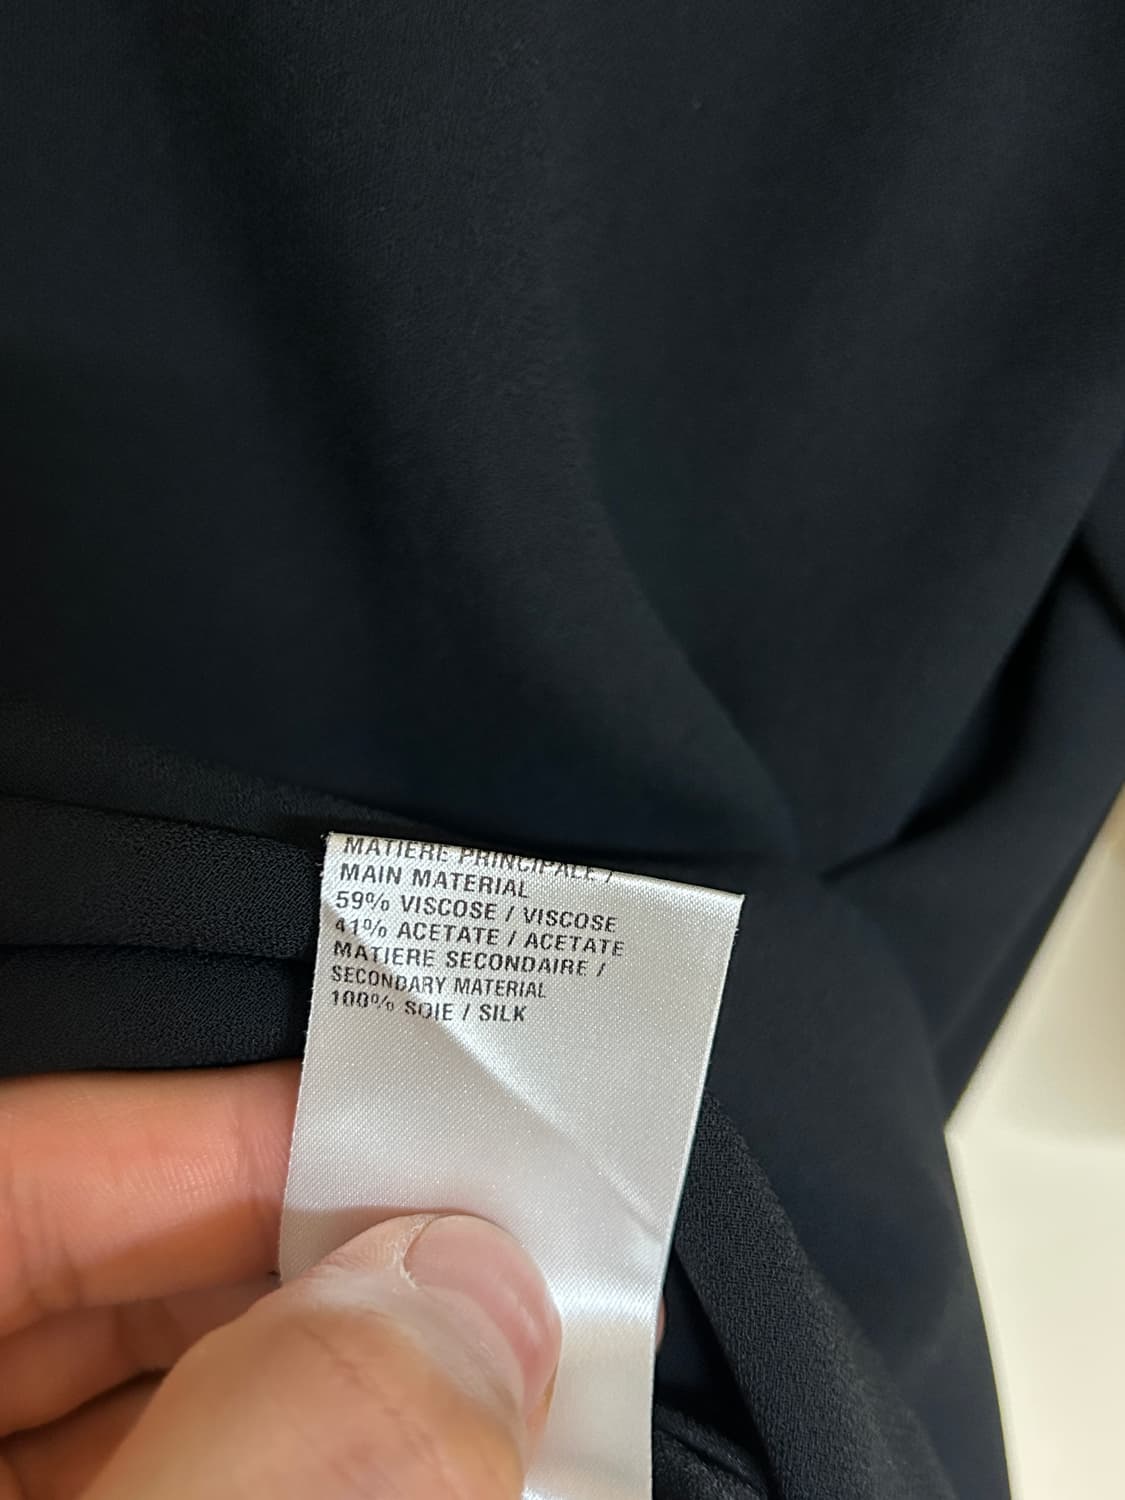 MATIERE PRINCIPALE /
MAIN MATERIAL
59% VISCOSE / VISCOSE
41% ACETATE / ACETATE
MATIERE SECONDAIRE /
SECONDARY MATERIAL
100% SOIE / SILK